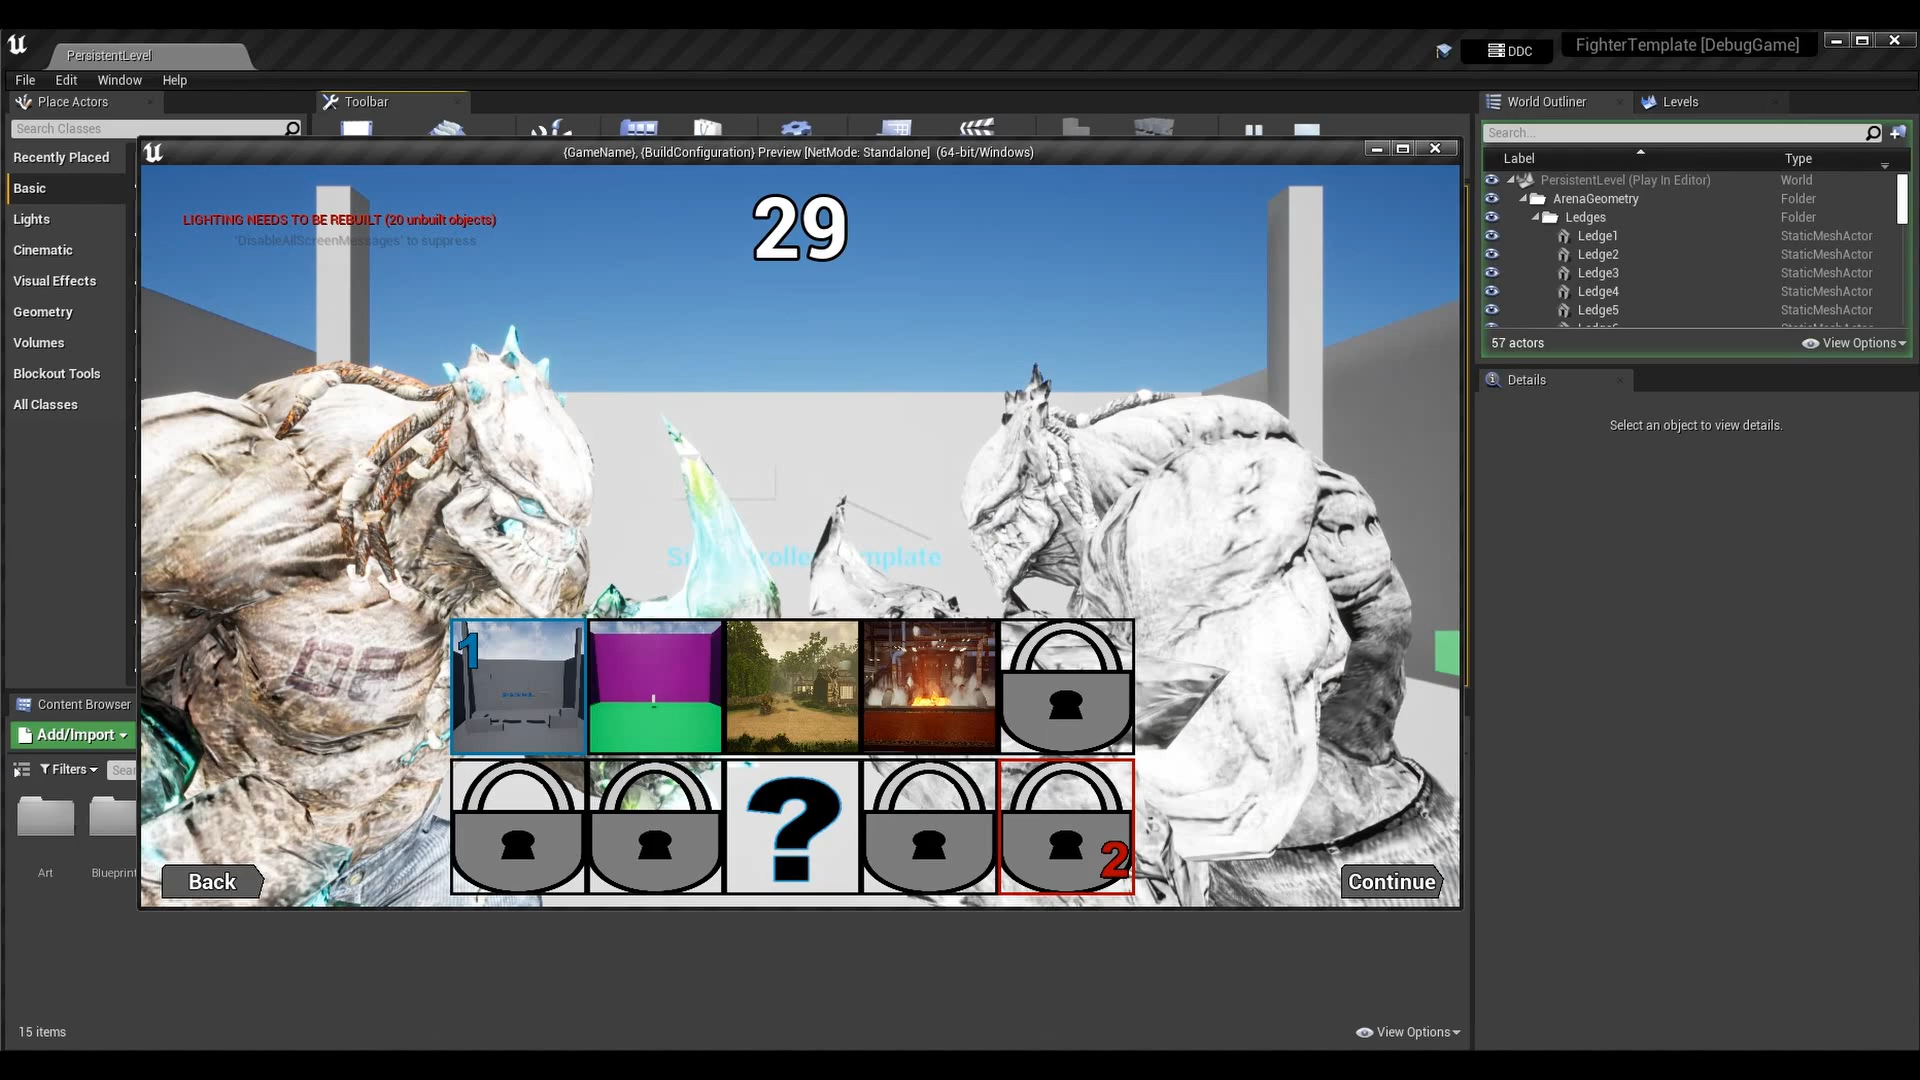 PersistentLevel
DDC
FighterTemplate [DebugGame]
File Edit Window Help
Place Actors
Toolbar
World Outliner
Levels
Search Classes
Search...
Recently Placed
Basic
Lights
Cinematic
Visual Effects
Geometry
Volumes
Blockout Tools
All Classes
{GameName}, {BuildConfiguration} Preview [NetMode: Standalone] (64-bit/Windows)
LIGHTING NEEDS TO BE REBUILT (20 unbuilt objects)
'DisableAllScreenMessages' to suppress
29
1
2
Back
Continue
Label Type
PersistentLevel (Play In Editor) World
ArenaGeometry Folder
Ledges Folder
Ledge1 StaticMeshActor
Ledge2 StaticMeshActor
Ledge3 StaticMeshActor
Ledge4 StaticMeshActor
Ledge5 StaticMeshActor
57 actors
View Options
Details
Select an object to view details.
Content Browser
Add/Import
Filters
Art
15 items
View Options